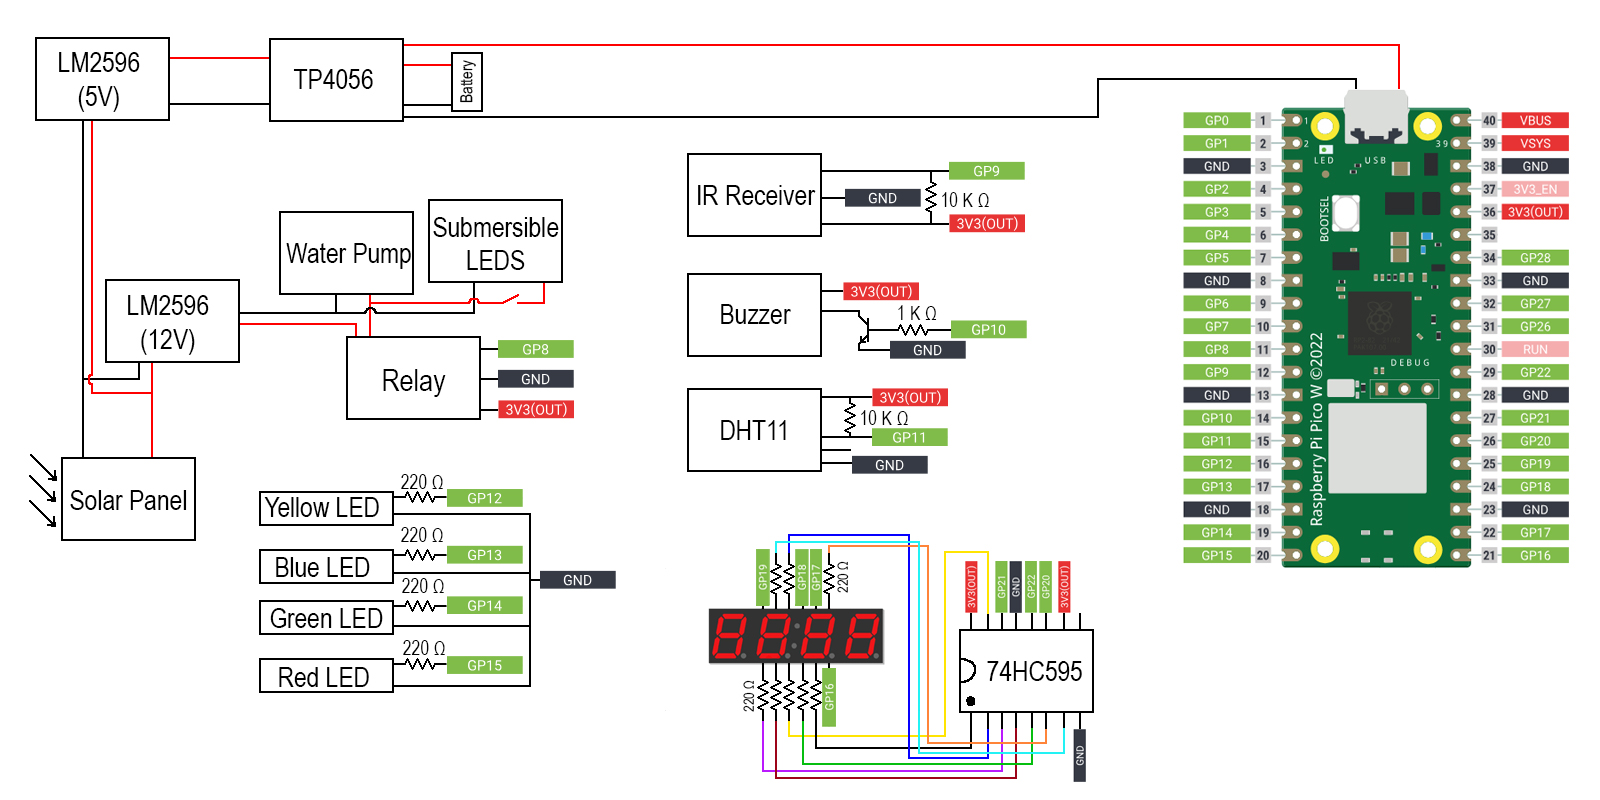 LM2596
(5V)
TP4056
Battery
LM2596
(12V)
Water Pump
Submersible
LEDS
Relay
GP8
GND
3V3(OUT)
Solar Panel
Yellow LED
220 Ω
GP12
Blue LED
220 Ω
GP13
Green LED
220 Ω
GP14
Red LED
220 Ω
GP15
GND
IR Receiver
GP9
GND
10 K Ω
3V3(OUT)
Buzzer
3V3(OUT)
1 K Ω
GP10
GND
DHT11
3V3(OUT)
10 K Ω
GP11
GND
GP19
GP18
GP17
220 Ω
220 Ω
GP16
3V3(OUT)
GP21
GND
GP22
GP20
3V3(OUT)
74HC595
GND
GP0 1
GP1 2
GND 3
GP2 4
GP3 5
GP4 6
GP5 7
GND 8
GP6 9
GP7 10
GP8 11
GP9 12
GND 13
GP10 14
GP11 15
GP12 16
GP13 17
GND 18
GP14 19
GP15 20
1
2
39
LED
USB
BOOTSEL
DEBUG
Raspberry Pi Pico W ©2022
40 VBUS
39 VSYS
38 GND
37 3V3_EN
36 3V3(OUT)
35
34 GP28
33 GND
32 GP27
31 GP26
30 RUN
29 GP22
28 GND
27 GP21
26 GP20
25 GP19
24 GP18
23 GND
22 GP17
21 GP16